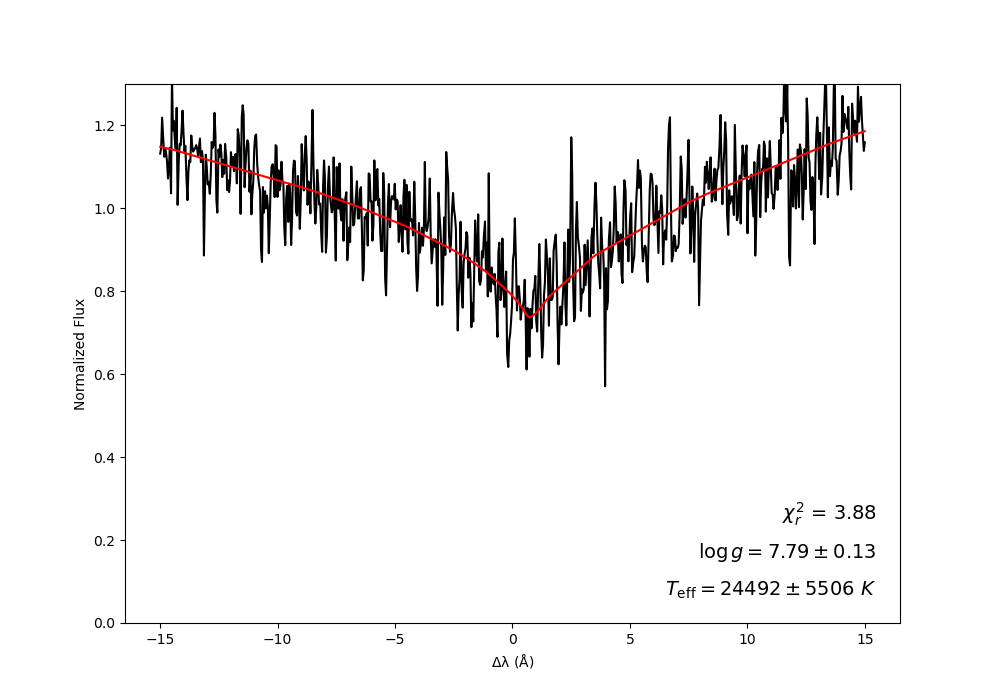 1.2
1.0
0.8
0.6
0.4
0.2
0.0
Normalized Flux
χ²ᵣ = 3.88
log g = 7.79 ± 0.13
T_eff = 24492 ± 5506 K
−15 −10 −5 0 5 10 15
Δλ (Å)